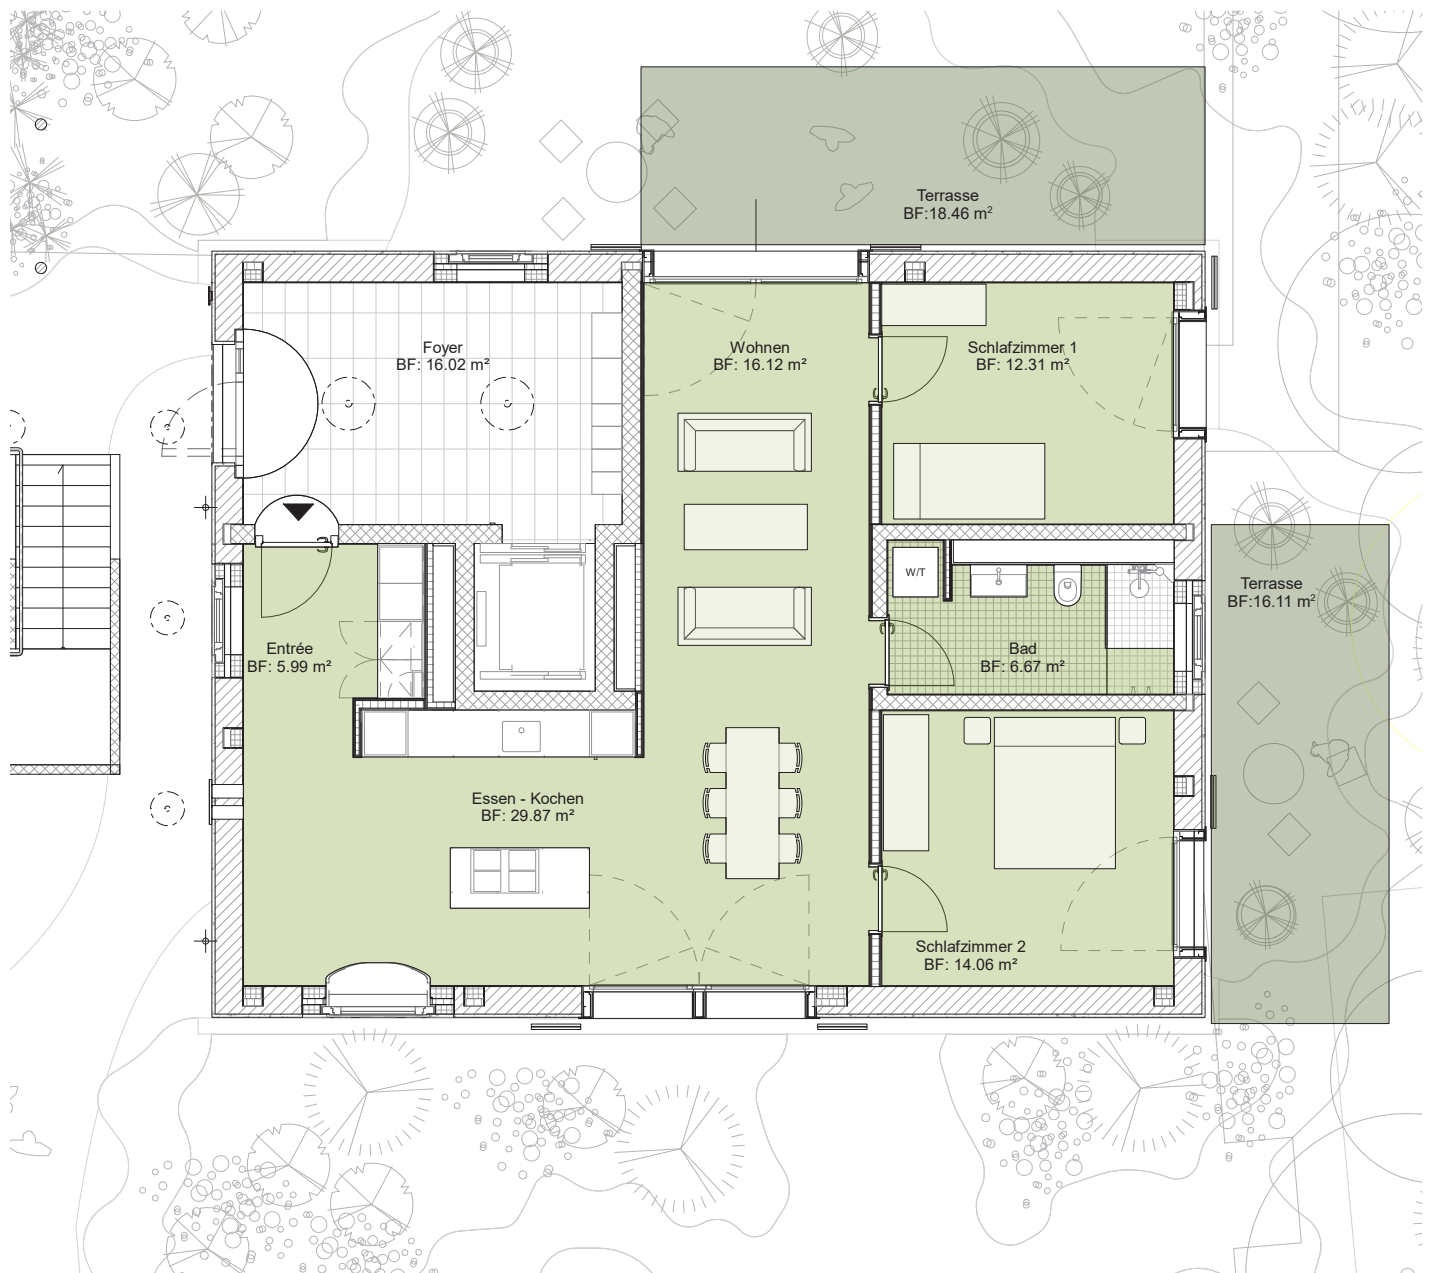 Terrasse
BF:18.46 m²
Foyer
BF: 16.02 m²
Wohnen
BF: 16.12 m²
Schlafzimmer 1
BF: 12.31 m²
W/T
Terrasse
BF:16.11 m²
Entrée
BF: 5.99 m²
Bad
BF: 6.67 m²
Essen - Kochen
BF: 29.87 m²
Schlafzimmer 2
BF: 14.06 m²